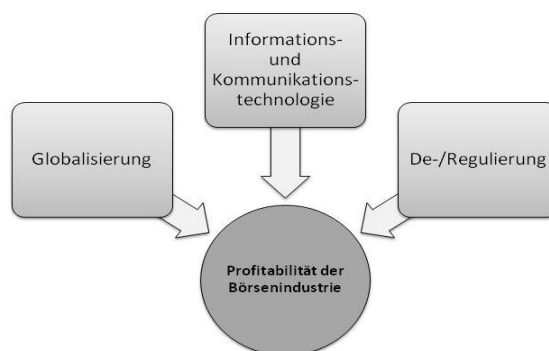 Informations-
und
Kommunikations-
technologie
Globalisierung
De-/Regulierung
Profitabilität der
Börsenindustrie